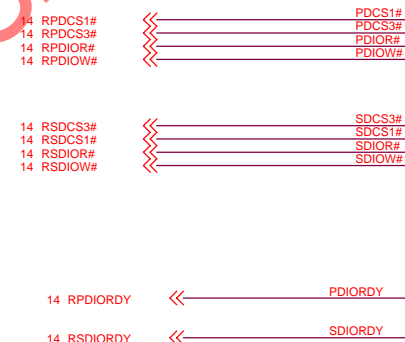 14 RPDCS1# PDCS1#
14 RPDCS3# PDCS3#
14 RPDIOR# PDIOR#
14 RPDIOW# PDIOW#
14 RSDCS3# SDCS3#
14 RSDCS1# SDCS1#
14 RSDIOR# SDIOR#
14 RSDIOW# SDIOW#
14 RPDIORDY PDIORDY
14 RSDIORDY SDIORDY